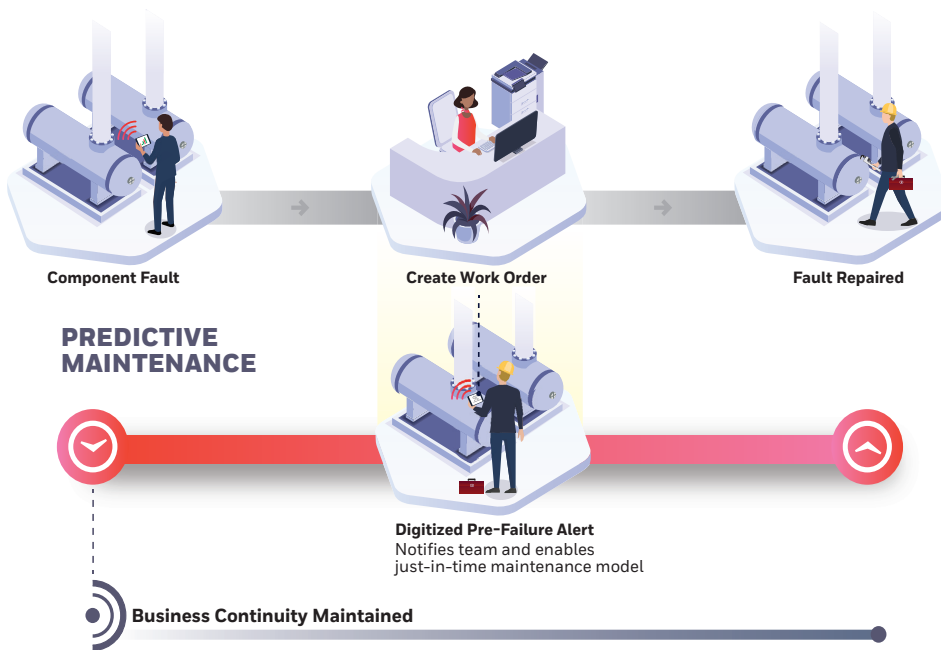 Component Fault
Create Work Order
Fault Repaired
PREDICTIVE
MAINTENANCE
Digitized Pre-Failure Alert
Notifies team and enables
just-in-time maintenance model
Business Continuity Maintained